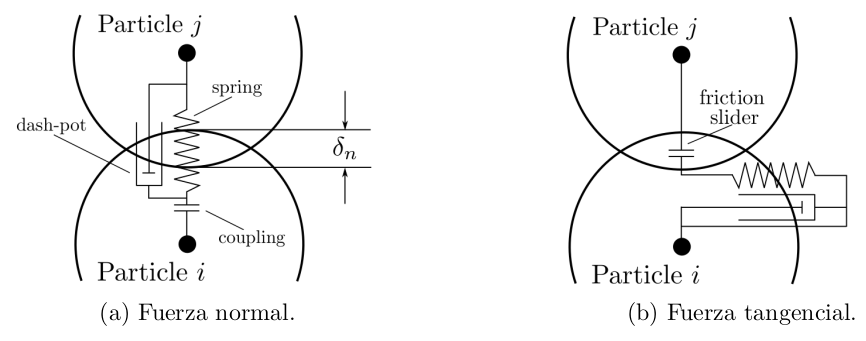 Particle j
spring
dash-pot
δn
coupling
Particle i
(a) Fuerza normal.
Particle j
friction
slider
Particle i
(b) Fuerza tangencial.